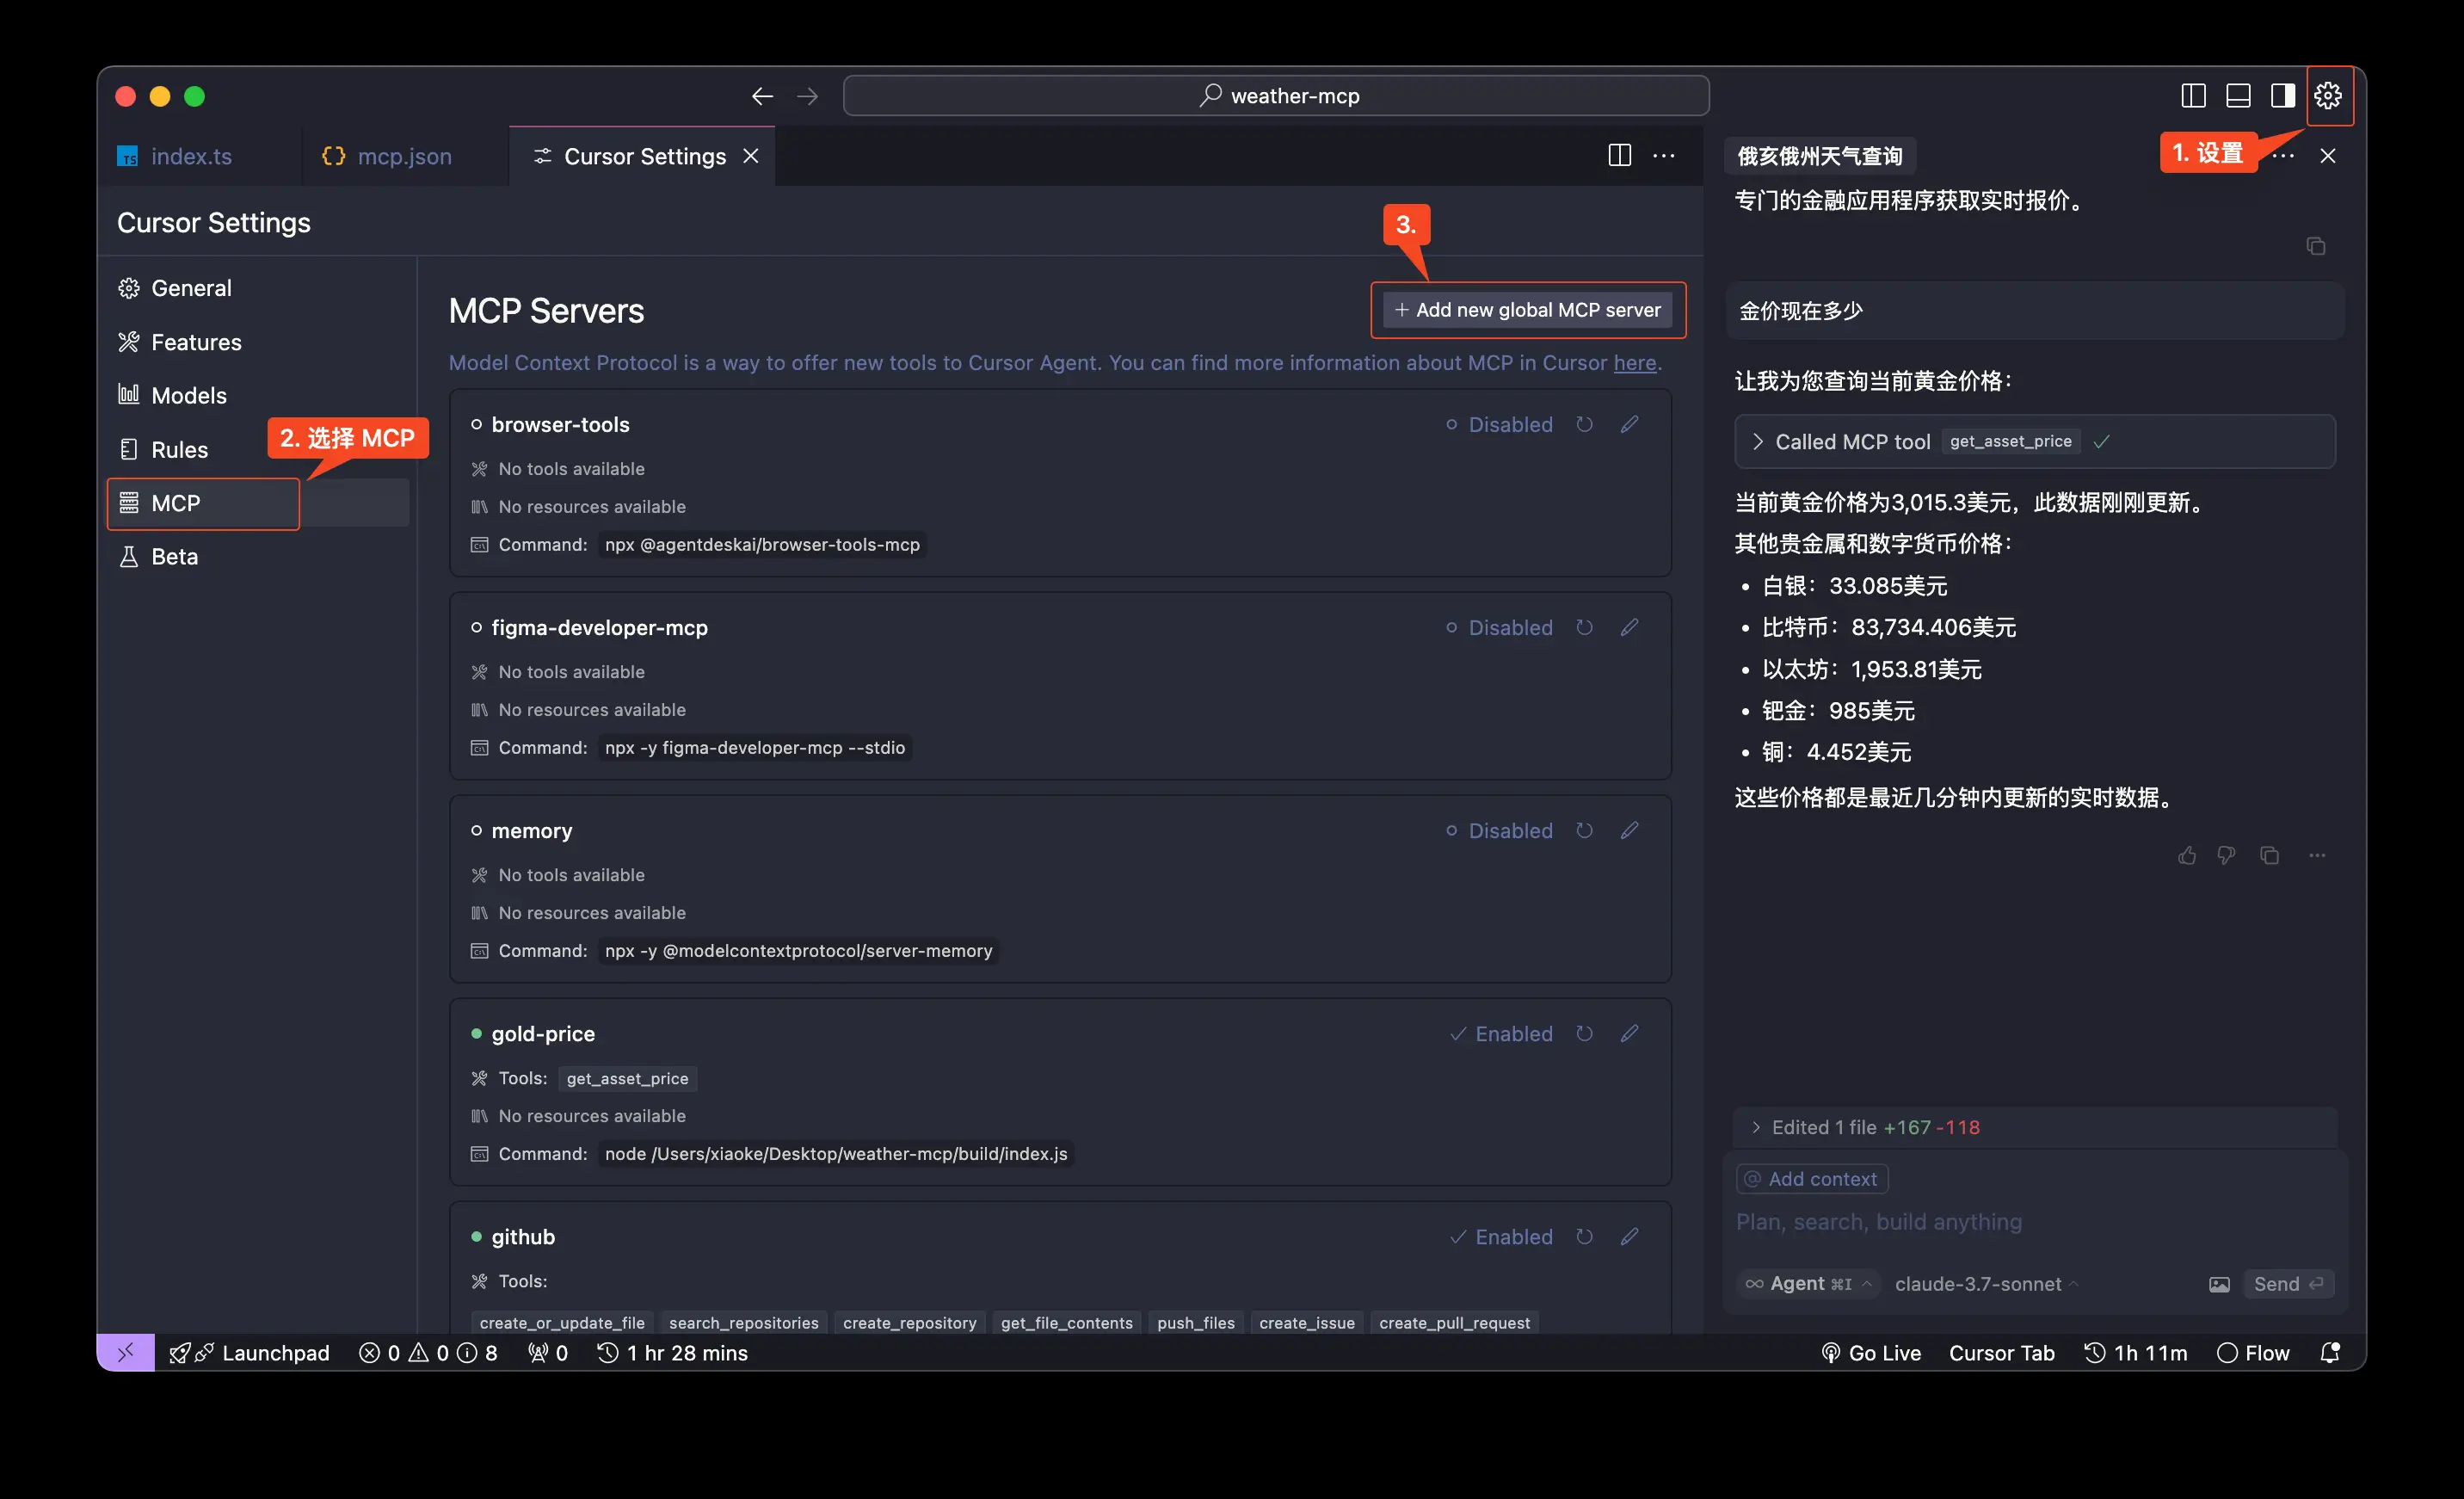 weather-mcp
index.ts
mcp.json
Cursor Settings
1. 设置
Cursor Settings
General
Features
Models
Rules
2. 选择 MCP
MCP
Beta
MCP Servers
3.
Add new global MCP server
Model Context Protocol is a way to offer new tools to Cursor Agent. You can find more information about MCP in Cursor here.
browser-tools
Disabled
No tools available
No resources available
Command: npx @agentdeskai/browser-tools-mcp
figma-developer-mcp
Disabled
No tools available
No resources available
Command: npx -y figma-developer-mcp --stdio
memory
Disabled
No tools available
No resources available
Command: npx -y @modelcontextprotocol/server-memory
gold-price
Enabled
Tools: get_asset_price
No resources available
Command: node /Users/xiaoke/Desktop/weather-mcp/build/index.js
github
Enabled
Tools:
create_or_update_file search_repositories create_repository get_file_contents push_files create_issue create_pull_request
俄亥俄州天气查询
专门的金融应用程序获取实时报价。
金价现在多少
让我为您查询当前黄金价格：
Called MCP tool get_asset_price
当前黄金价格为3,015.3美元，此数据刚刚更新。
其他贵金属和数字货币价格：
• 白银：33.085美元
• 比特币：83,734.406美元
• 以太坊：1,953.81美元
• 钯金：985美元
• 铜：4.452美元
这些价格都是最近几分钟内更新的实时数据。
Edited 1 file +167 -118
@ Add context
Plan, search, build anything
Agent ⌘I claude-3.7-sonnet
Send
Launchpad 0 0 8 0 1 hr 28 mins
Go Live Cursor Tab 1h 11m Flow